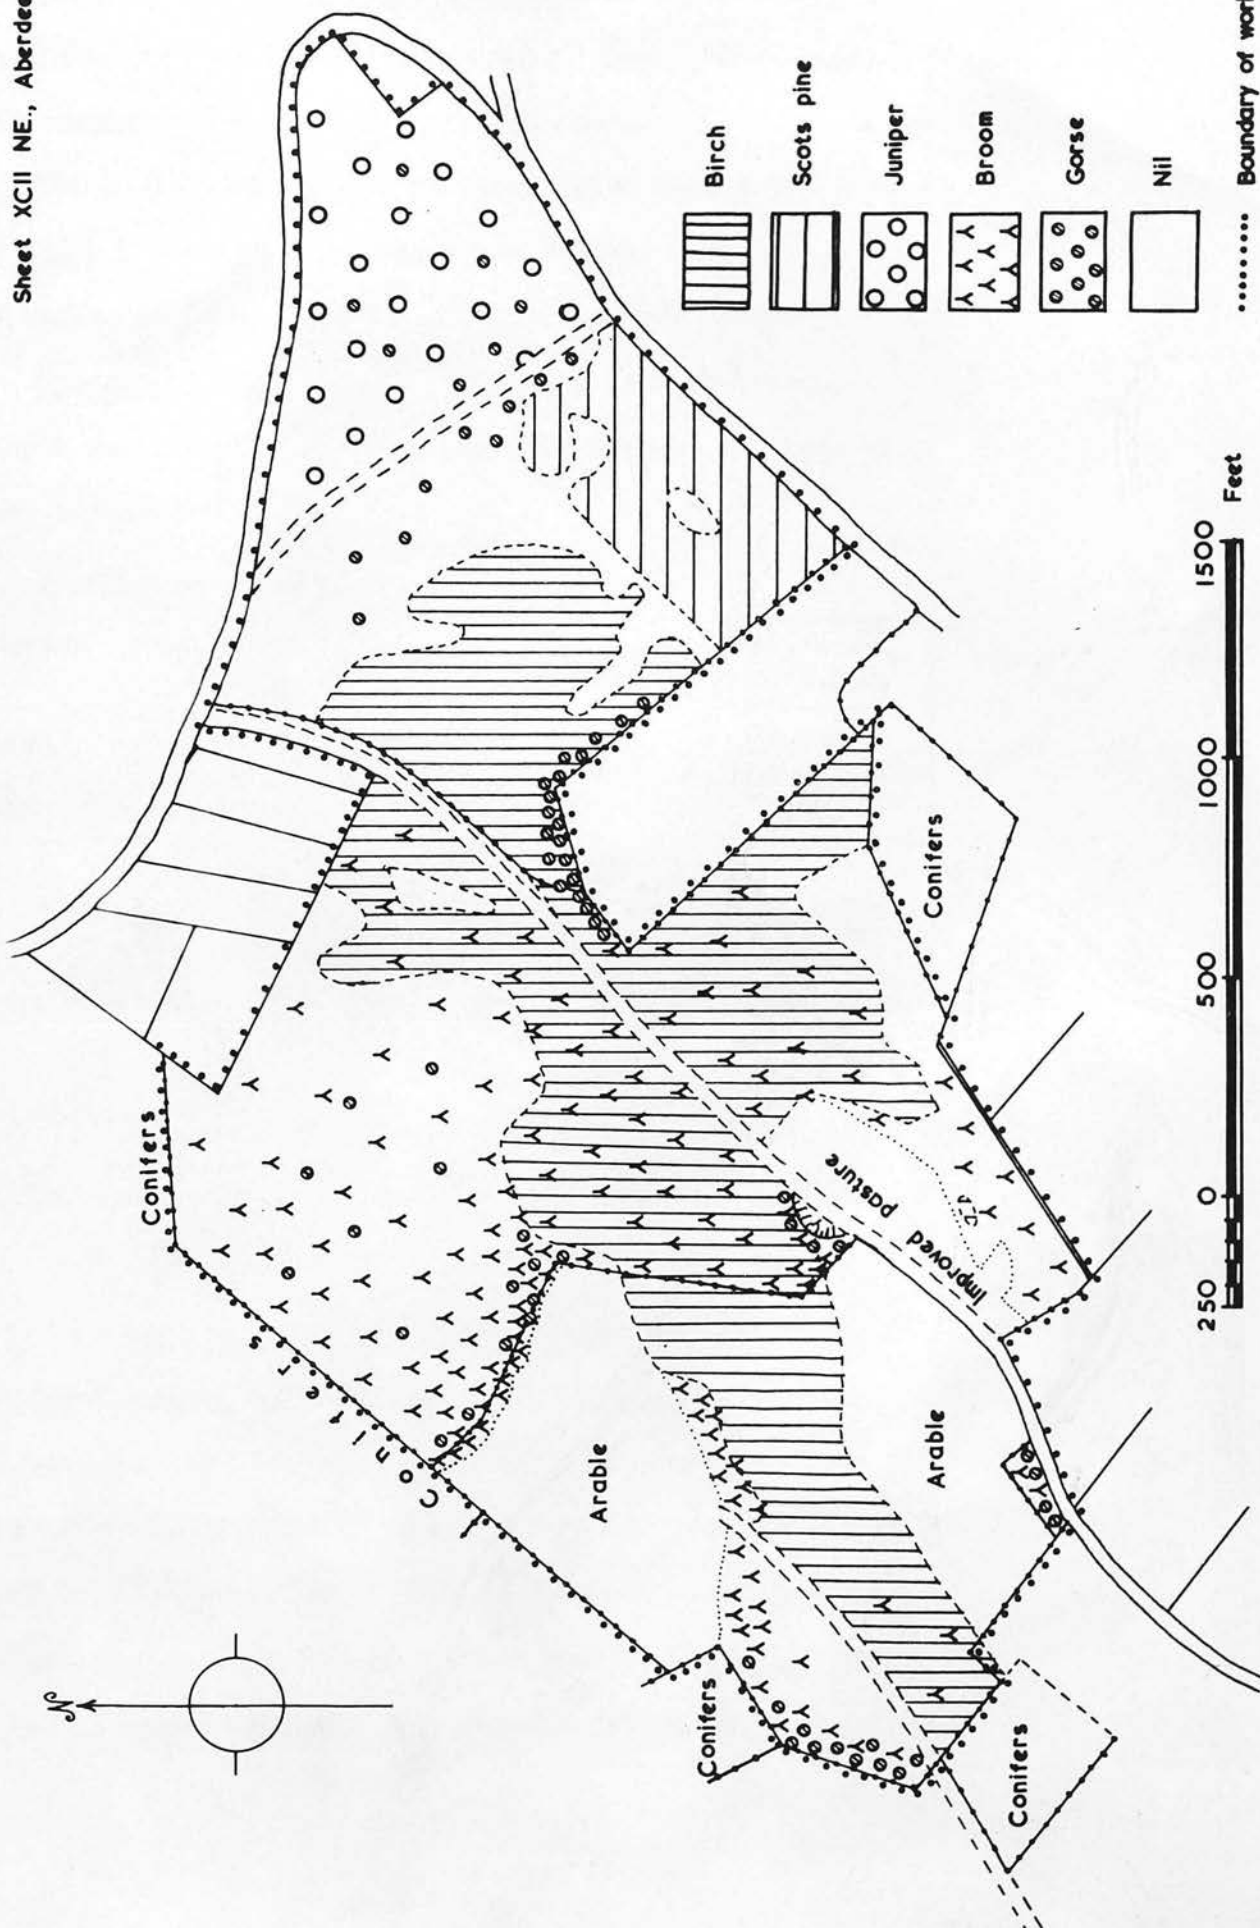 Sheet XCII NE., Aberdee
N
Conifers
Conifers
Arable
Arable
Improved pasture
Conifers
Conifers
Conifers
Birch
Scots pine
Juniper
Broom
Gorse
Nil
Boundary of wor
250 0 500 1000 1500 Feet